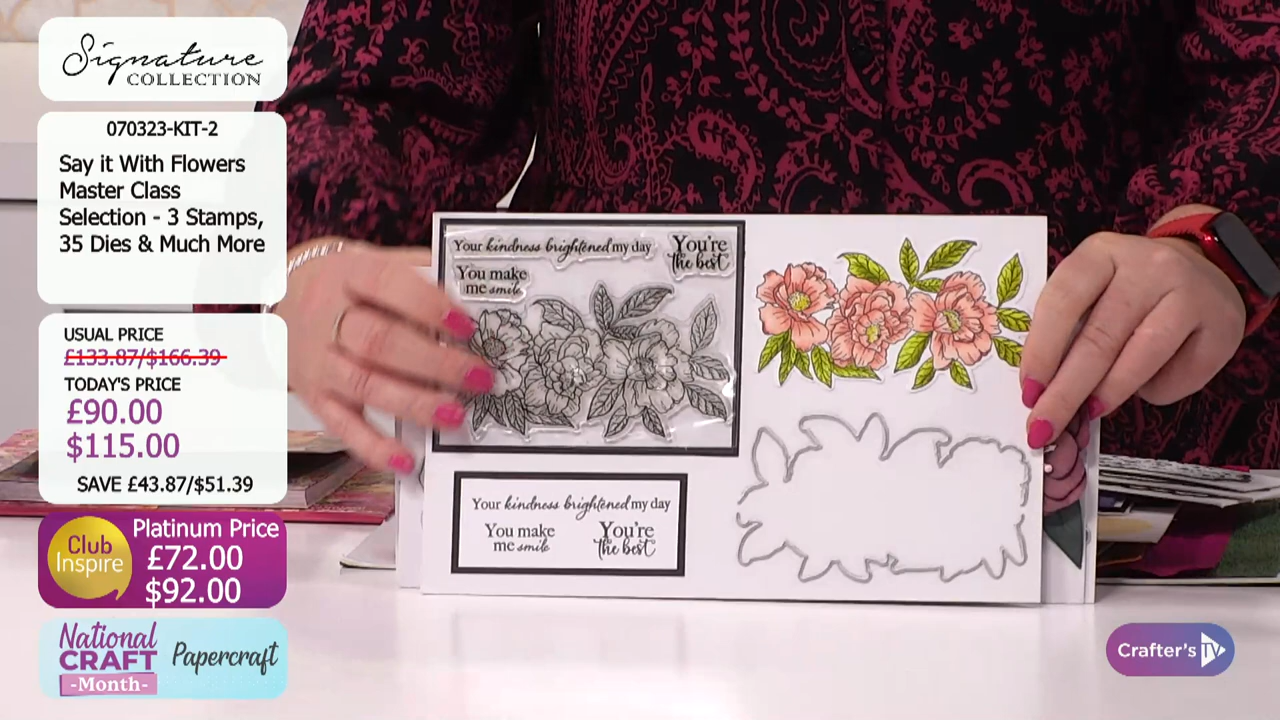 Signature
COLLECTION
070323-KIT-2
Say it With Flowers
Master Class
Selection - 3 Stamps,
35 Dies & Much More
USUAL PRICE
£133.87/$166.39
TODAY'S PRICE
£90.00
$115.00
SAVE £43.87/$51.39
Club
Inspire
Platinum Price
£72.00
$92.00
National
CRAFT
-Month-
Papercraft
Your kindness brightened my day
You're
the best
You make
me smile
Your kindness brightened my day
You make
me smile
You're
the best
Crafter's TV